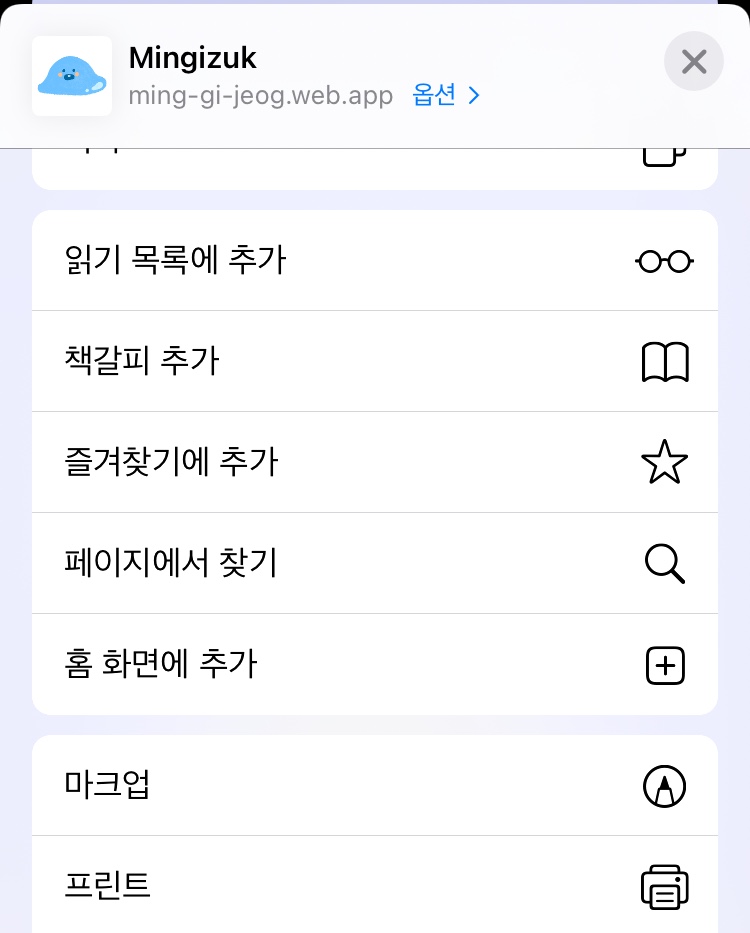 Mingizuk
ming-gi-jeog.web.app 옵션
읽기 목록에 추가
책갈피 추가
즐겨찾기에 추가
페이지에서 찾기
홈 화면에 추가
마크업
프린트